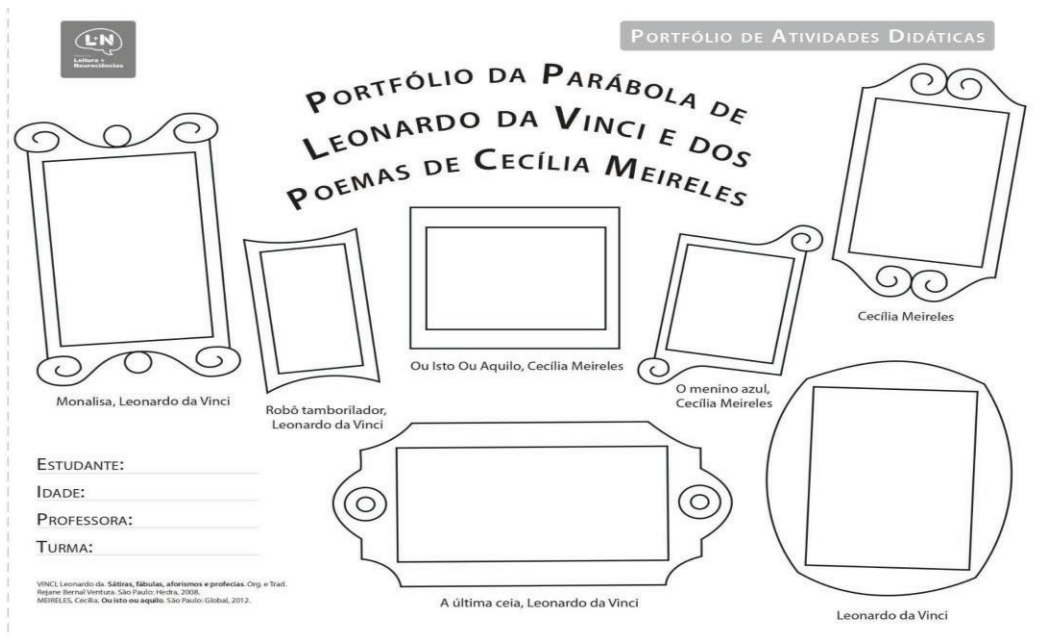 L·N
Leitura +
Neurociências
PORTFÓLIO DE ATIVIDADES DIDÁTICAS
PORTFÓLIO DA PARÁBOLA DE
LEONARDO DA VINCI E DOS
POEMAS DE CECÍLIA MEIRELES
Cecília Meireles
Ou Isto Ou Aquilo, Cecília Meireles
O menino azul,
Cecília Meireles
Monalisa, Leonardo da Vinci
Robô tamborilador,
Leonardo da Vinci
ESTUDANTE:
IDADE:
PROFESSORA:
TURMA:
VINCI, Leonardo da. Sátiras, fábulas, aforismos e profecias. Org. e Trad.
Rejane Bernal Ventura. São Paulo: Hedra, 2008.
MEIRELES, Cecília. Ou isto ou aquilo. São Paulo: Global, 2012.
A última ceia, Leonardo da Vinci
Leonardo da Vinci